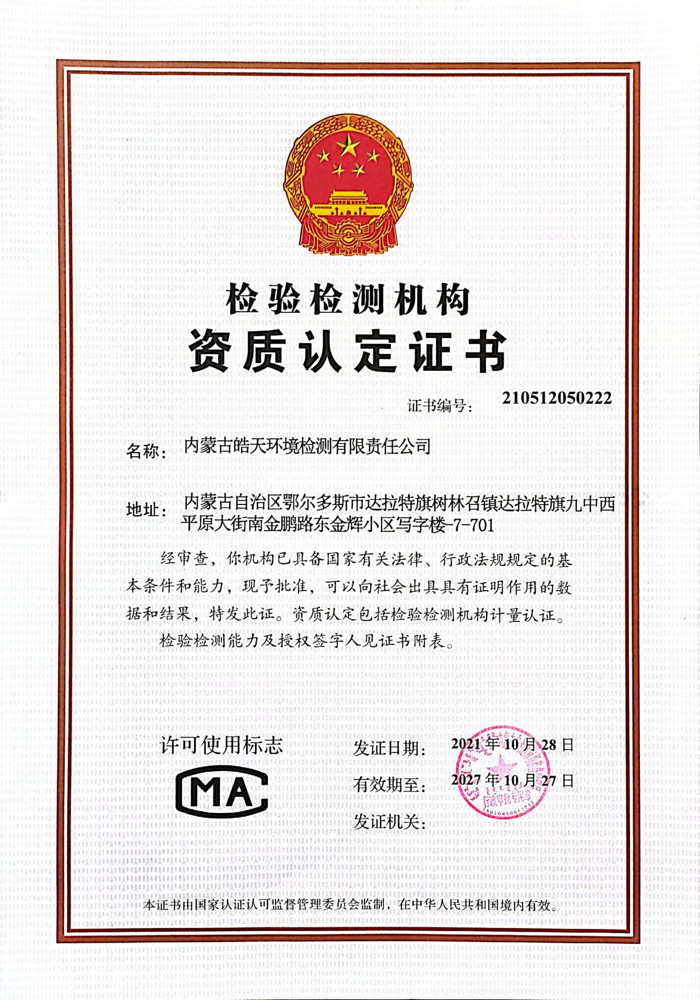 检验检测机构
资质认定证书
证书编号： 210512050222
名称： 内蒙古皓天环境检测有限责任公司
地址： 内蒙古自治区鄂尔多斯市达拉特旗树林召镇达拉特旗九中西
平原大街南金鹏路东金辉小区写字楼-7-701
经审查，你机构已具备国家有关法律、行政法规规定的基
本条件和能力，现予批准，可以向社会出具具有证明作用的数
据和结果，特发此证。资质认定包括检验检测机构计量认证。
检验检测能力及授权签字人见证书附表。
许可使用标志
MA
发证日期： 2021 年 10 月 28 日
有效期至： 2027 年 10 月 27 日
发证机关：
行政审批专用章
本证书由国家认证认可监督管理委员会监制，在中华人民共和国境内有效。